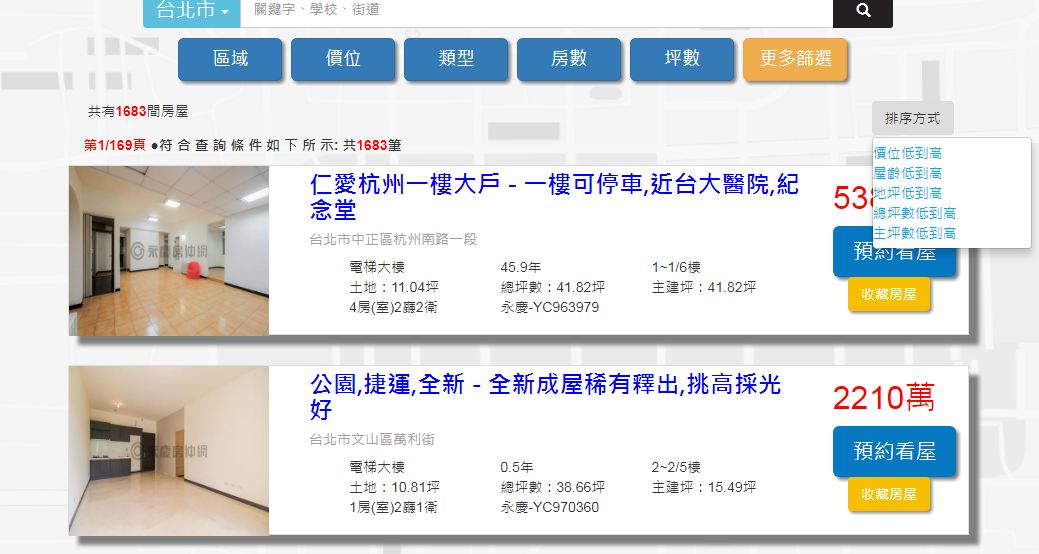 台北市
關鍵字、學校、街道
區域
價位
類型
房數
坪數
更多篩選
共有1683間房屋
排序方式
第1/169頁 ●符合查詢條件如下所示: 共1683筆
價位低到高
屋齡低到高
地坪低到高
總坪數低到高
主坪數低到高
仁愛杭州一樓大戶 - 一樓可停車,近台大醫院,紀
念堂
538
台北市中正區杭州南路一段
預約看屋
電梯大樓 45.9年 1~1/6樓
土地：11.04坪 總坪數：41.82坪 主建坪：41.82坪
4房(室)2廳2衛 永慶-YC963979
收藏房屋
永慶房仲網
公園,捷運,全新 - 全新成屋稀有釋出,挑高採光
好
2210萬
台北市文山區萬利街
預約看屋
電梯大樓 0.5年 2~2/5樓
土地：10.81坪 總坪數：38.66坪 主建坪：15.49坪
1房(室)2廳1衛 永慶-YC970360
收藏房屋
永慶房仲網